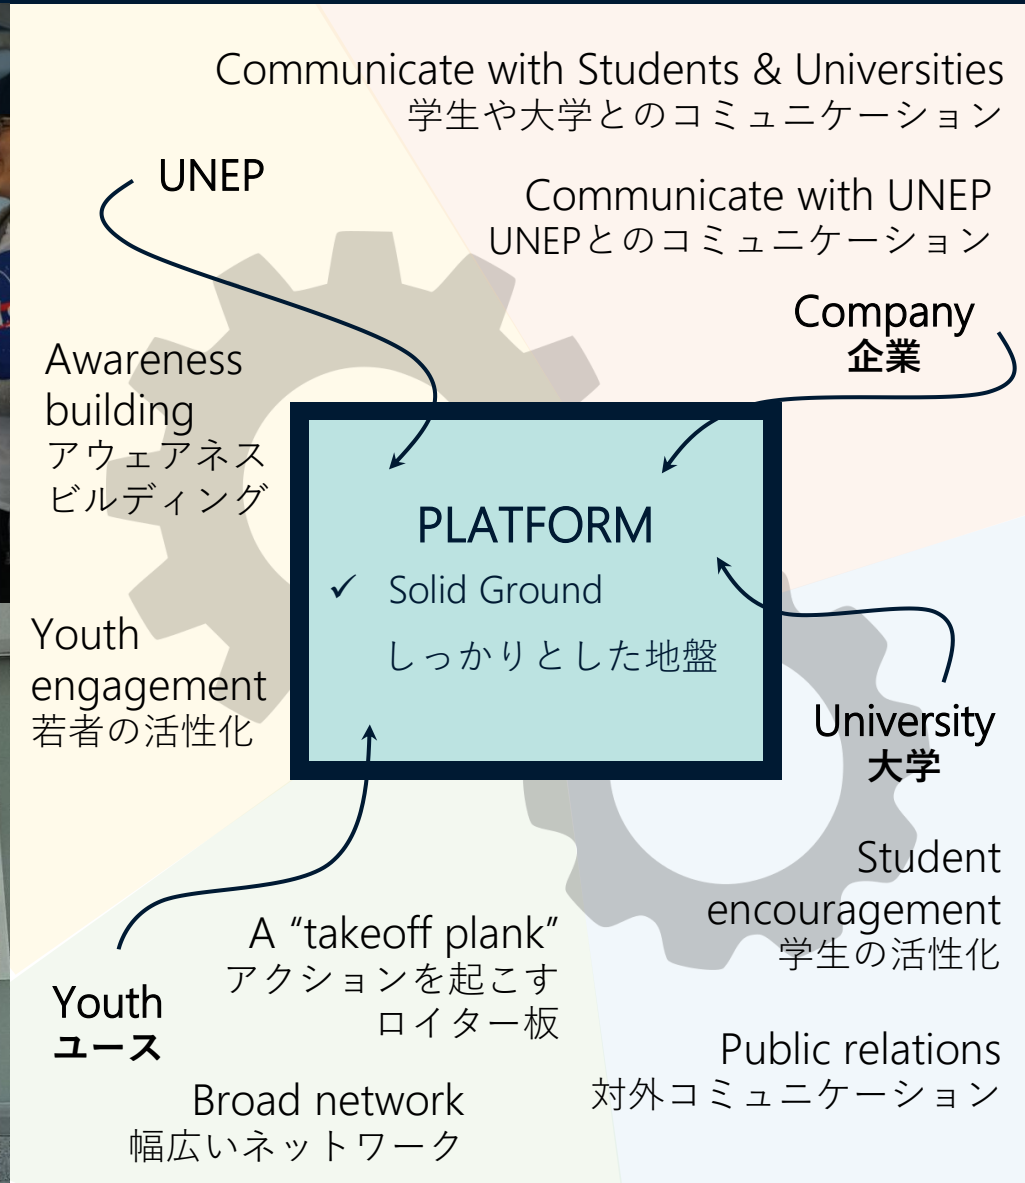 Communicate with Students & Universities
学生や大学とのコミュニケーション
Communicate with UNEP
UNEPとのコミュニケーション
Company
企業
UNEP
Awareness
building
アウェアネス
ビルディング
Youth
engagement
若者の活性化
PLATFORM
✓ Solid Ground
しっかりとした地盤
University
大学
Student
encouragement
学生の活性化
Public relations
対外コミュニケーション
A “takeoff plank”
アクションを起こす
ロイター板
Youth
ユース
Broad network
幅広いネットワーク